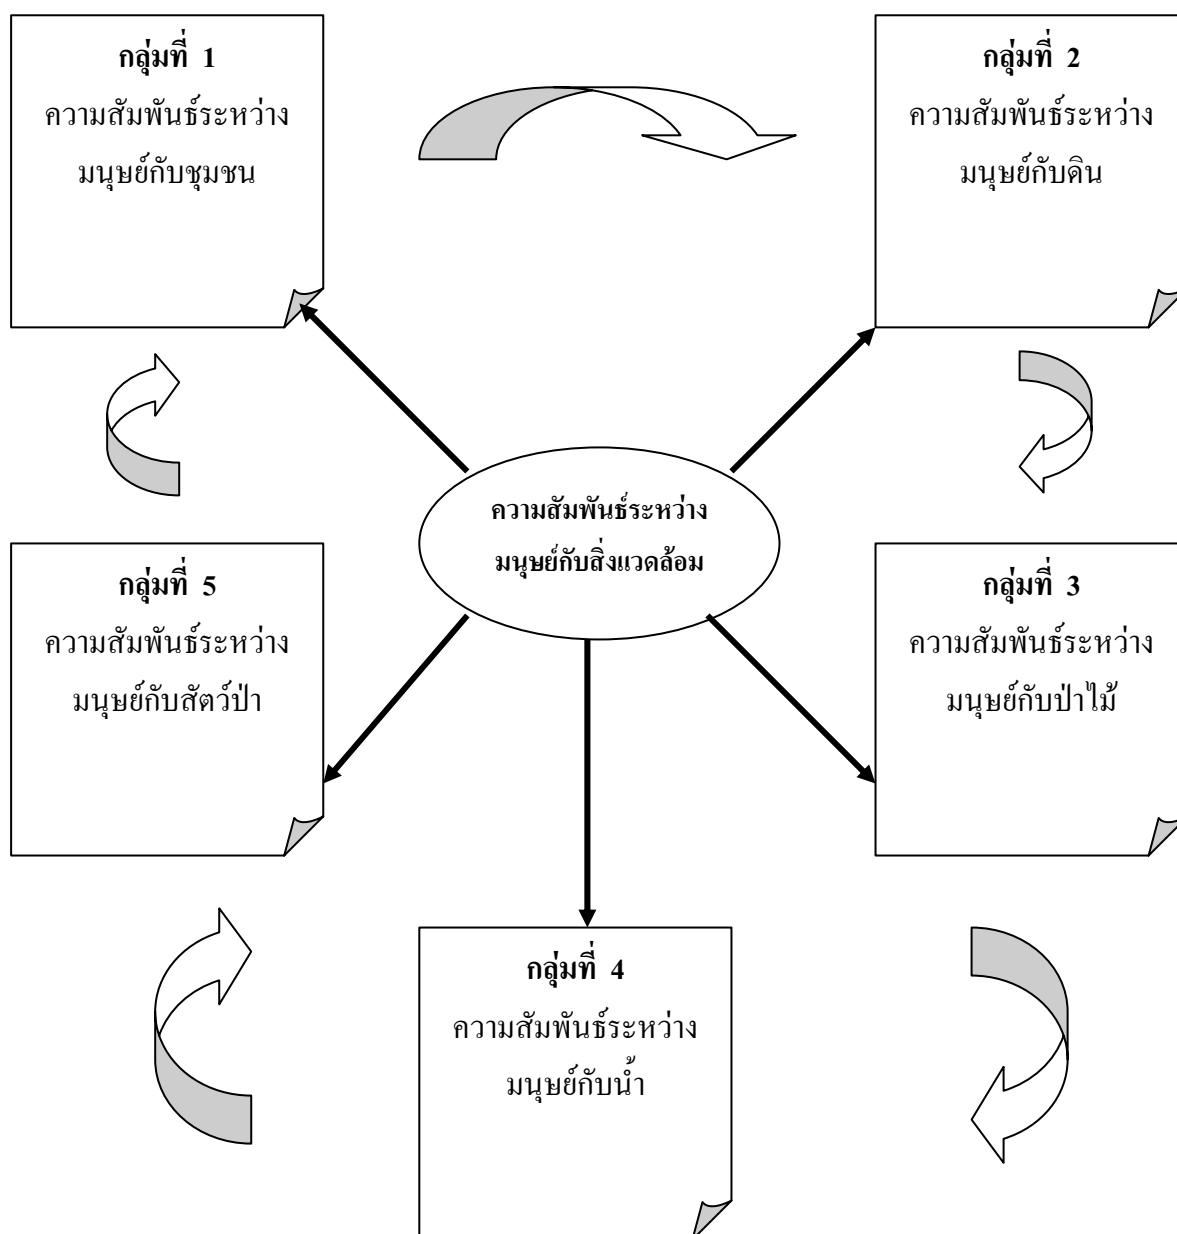 กลุ่มที่ 1
ความสัมพันธ์ระหว่าง
มนุษย์กับชุมชน
กลุ่มที่ 2
ความสัมพันธ์ระหว่าง
มนุษย์กับดิน
ความสัมพันธ์ระหว่าง
มนุษย์กับสิ่งแวดล้อม
กลุ่มที่ 5
ความสัมพันธ์ระหว่าง
มนุษย์กับสัตว์ป่า
กลุ่มที่ 3
ความสัมพันธ์ระหว่าง
มนุษย์กับป่าไม้
กลุ่มที่ 4
ความสัมพันธ์ระหว่าง
มนุษย์กับน้ำ